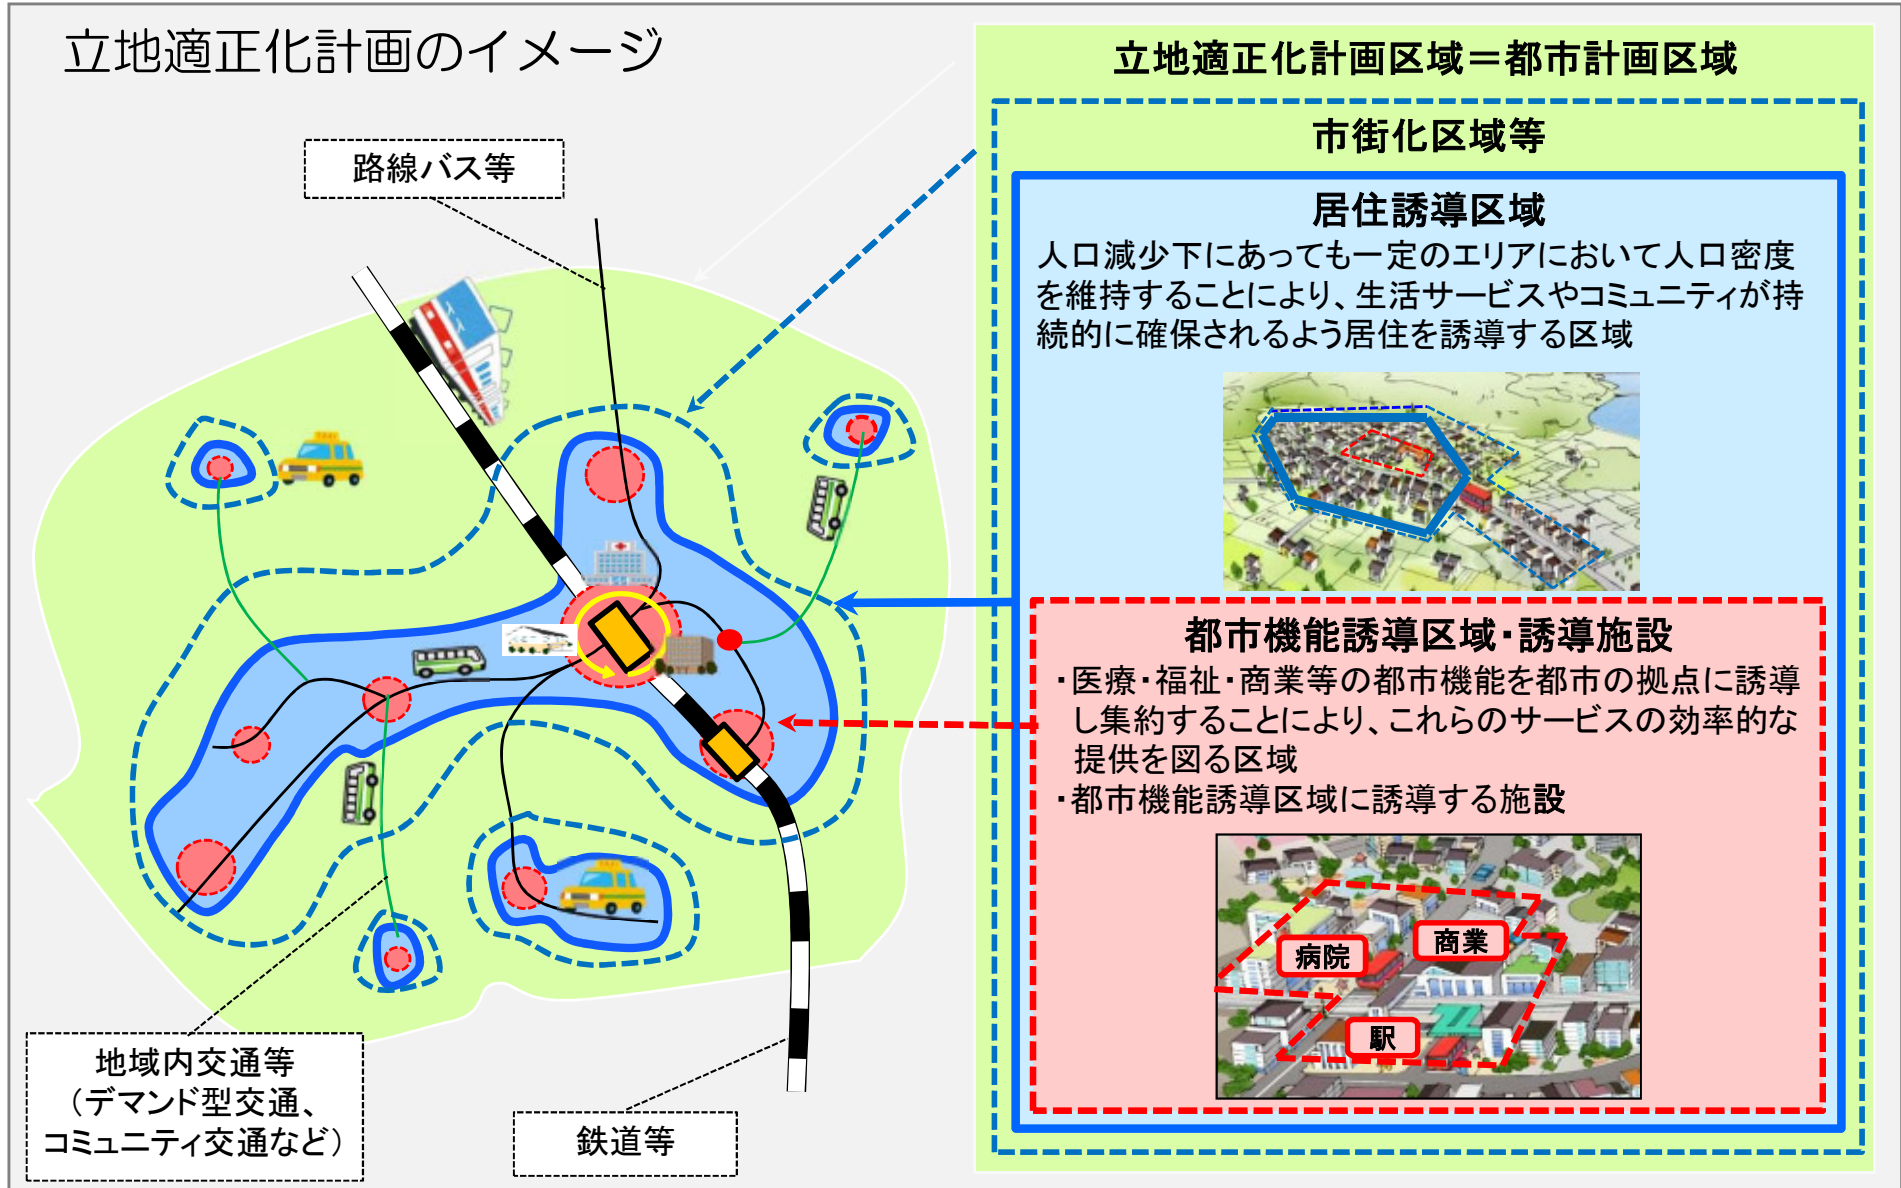 立地適正化計画のイメージ
路線バス等
地域内交通等
（デマンド型交通、
コミュニティ交通など）
鉄道等
立地適正化計画区域＝都市計画区域
市街化区域等
居住誘導区域
人口減少下にあっても一定のエリアにおいて人口密度
を維持することにより、生活サービスやコミュニティが持
続的に確保されるよう居住を誘導する区域
都市機能誘導区域・誘導施設
・医療・福祉・商業等の都市機能を都市の拠点に誘導
し集約することにより、これらのサービスの効率的な
提供を図る区域
・都市機能誘導区域に誘導する施設
病院
商業
駅